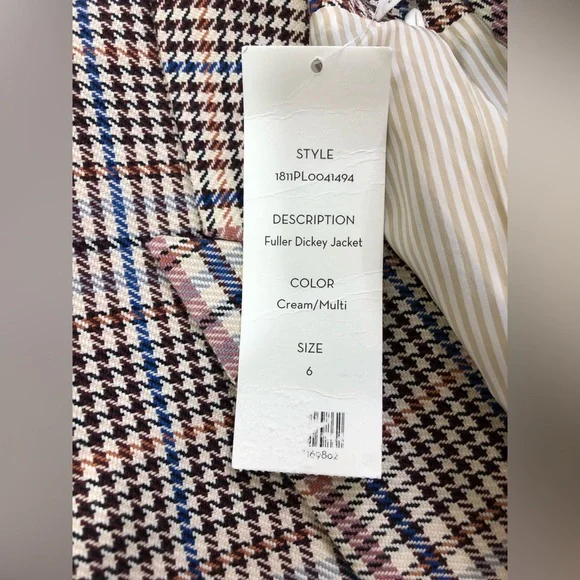 STYLE
1811PL0041494
DESCRIPTION
Fuller Dickey Jacket
COLOR
Cream/Multi
SIZE
6